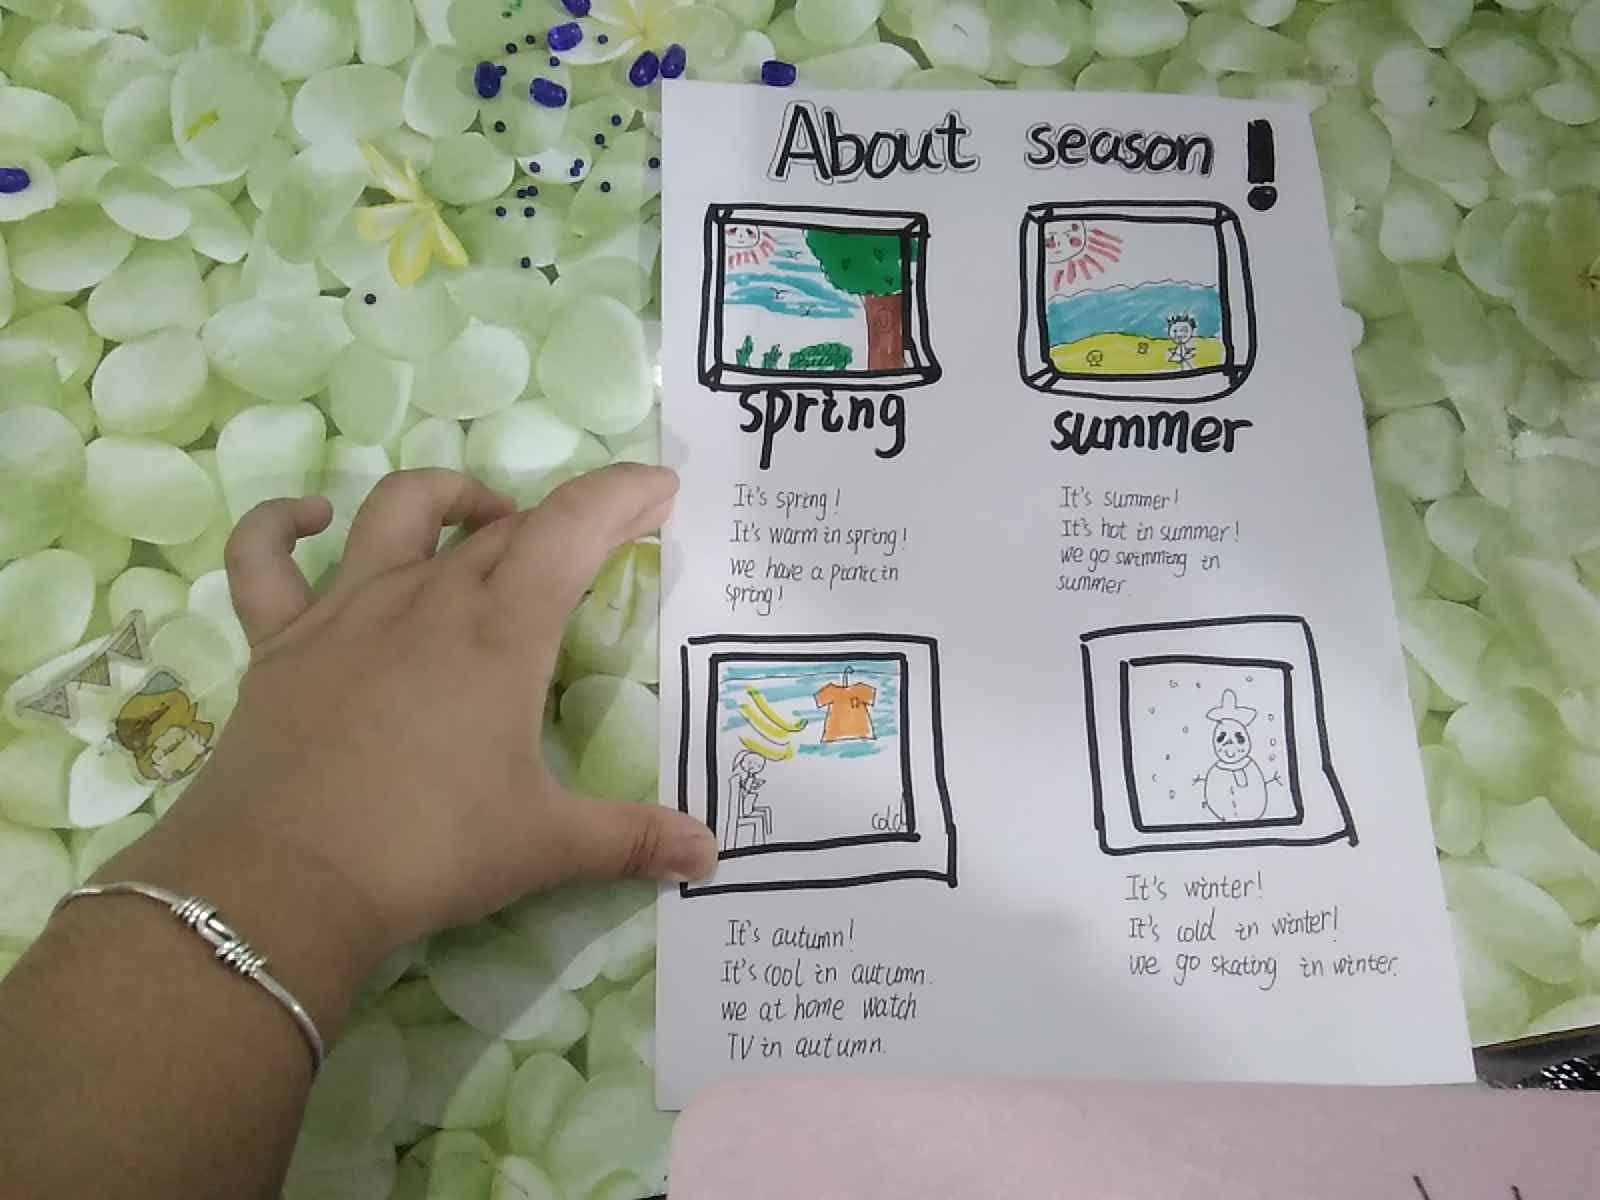 About season!
spring
It's spring!
It's warm in spring!
we have a picnic in
spring!
summer
It's summer!
It's hot in summer!
we go swimming in
summer.
cold
It's autumn!
It's cool in autumn.
we at home watch
TV in autumn.
It's winter!
It's cold in winter!
we go skating in winter.